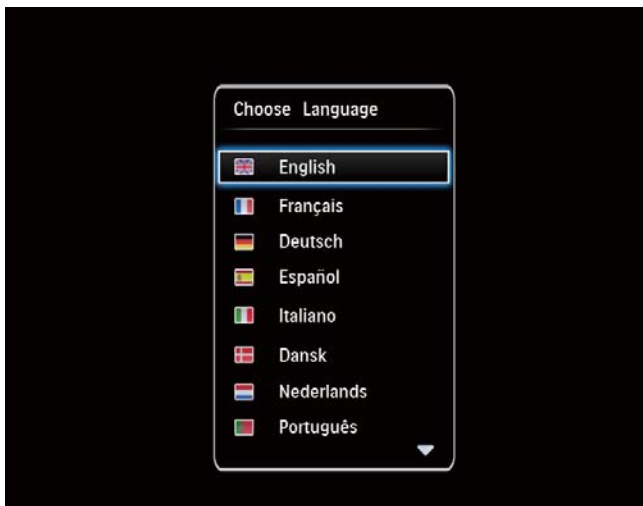 Choose Language
English
Français
Deutsch
Español
Italiano
Dansk
Nederlands
Português